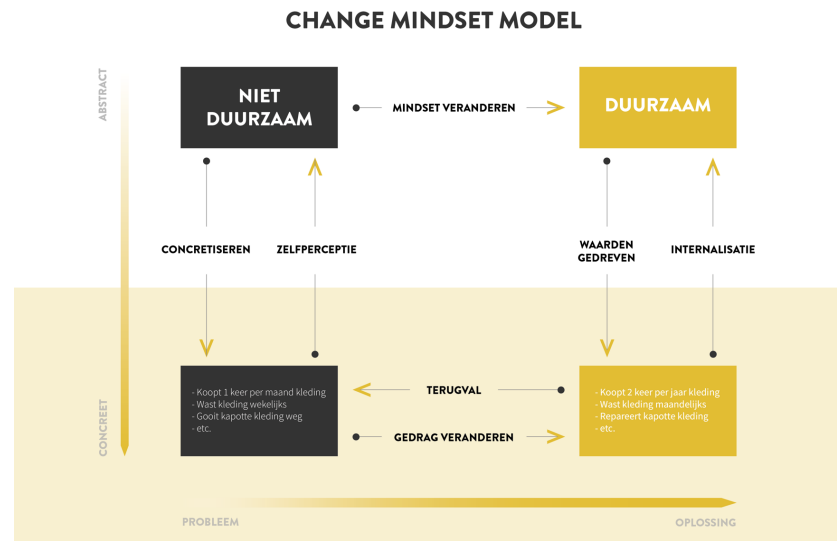 CHANGE MINDSET MODEL
ABSTRACT
NIET
DUURZAAM
MINDSET VERANDEREN
DUURZAAM
CONCRETISEREN
ZELFPERCEPTIE
WAARDEN
GEDREVEN
INTERNALISATIE
CONCREET
- Koopt 1 keer per maand kleding
- Wast kleding wekelijks
- Gooit kapotte kleding weg
- etc.
TERUGVAL
GEDRAG VERANDEREN
- Koopt 2 keer per jaar kleding
- Wast kleding maandelijks
- Repareert kapotte kleding
- etc.
PROBLEEM
OPLOSSING